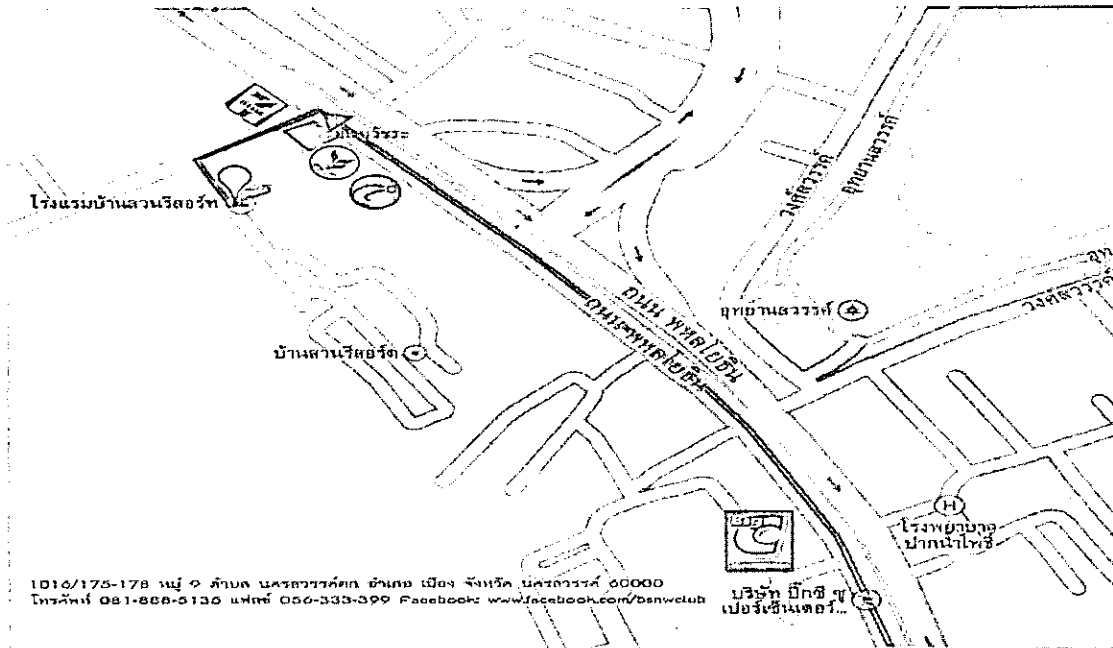 วัชระ
โรงแรมบ้านสวนรีสอร์ท
วงศ์สวรรค์
อุทยานสวรรค์
ถนน พหลโยธิน
ถนน พหลโยธิน
อุทยานสวรรค์
วงศ์สวรรค์
บ้านสวนรีสอร์ต
H
โรงพยาบาล
ปากน้ำโพธิ์
Big C
บริษัท บิ๊กซี ซู
เปอร์เซ็นเตอร์...
1016/175-178 หมู่ 9 ตำบล นครสวรรค์ตก อำเภอ เมือง จังหวัด นครสวรรค์ 60000
โทรศัพท์ 081-888-5136 แฟกซ์ 056-333-399 Facebook: www.facebook.com/bsnwclub